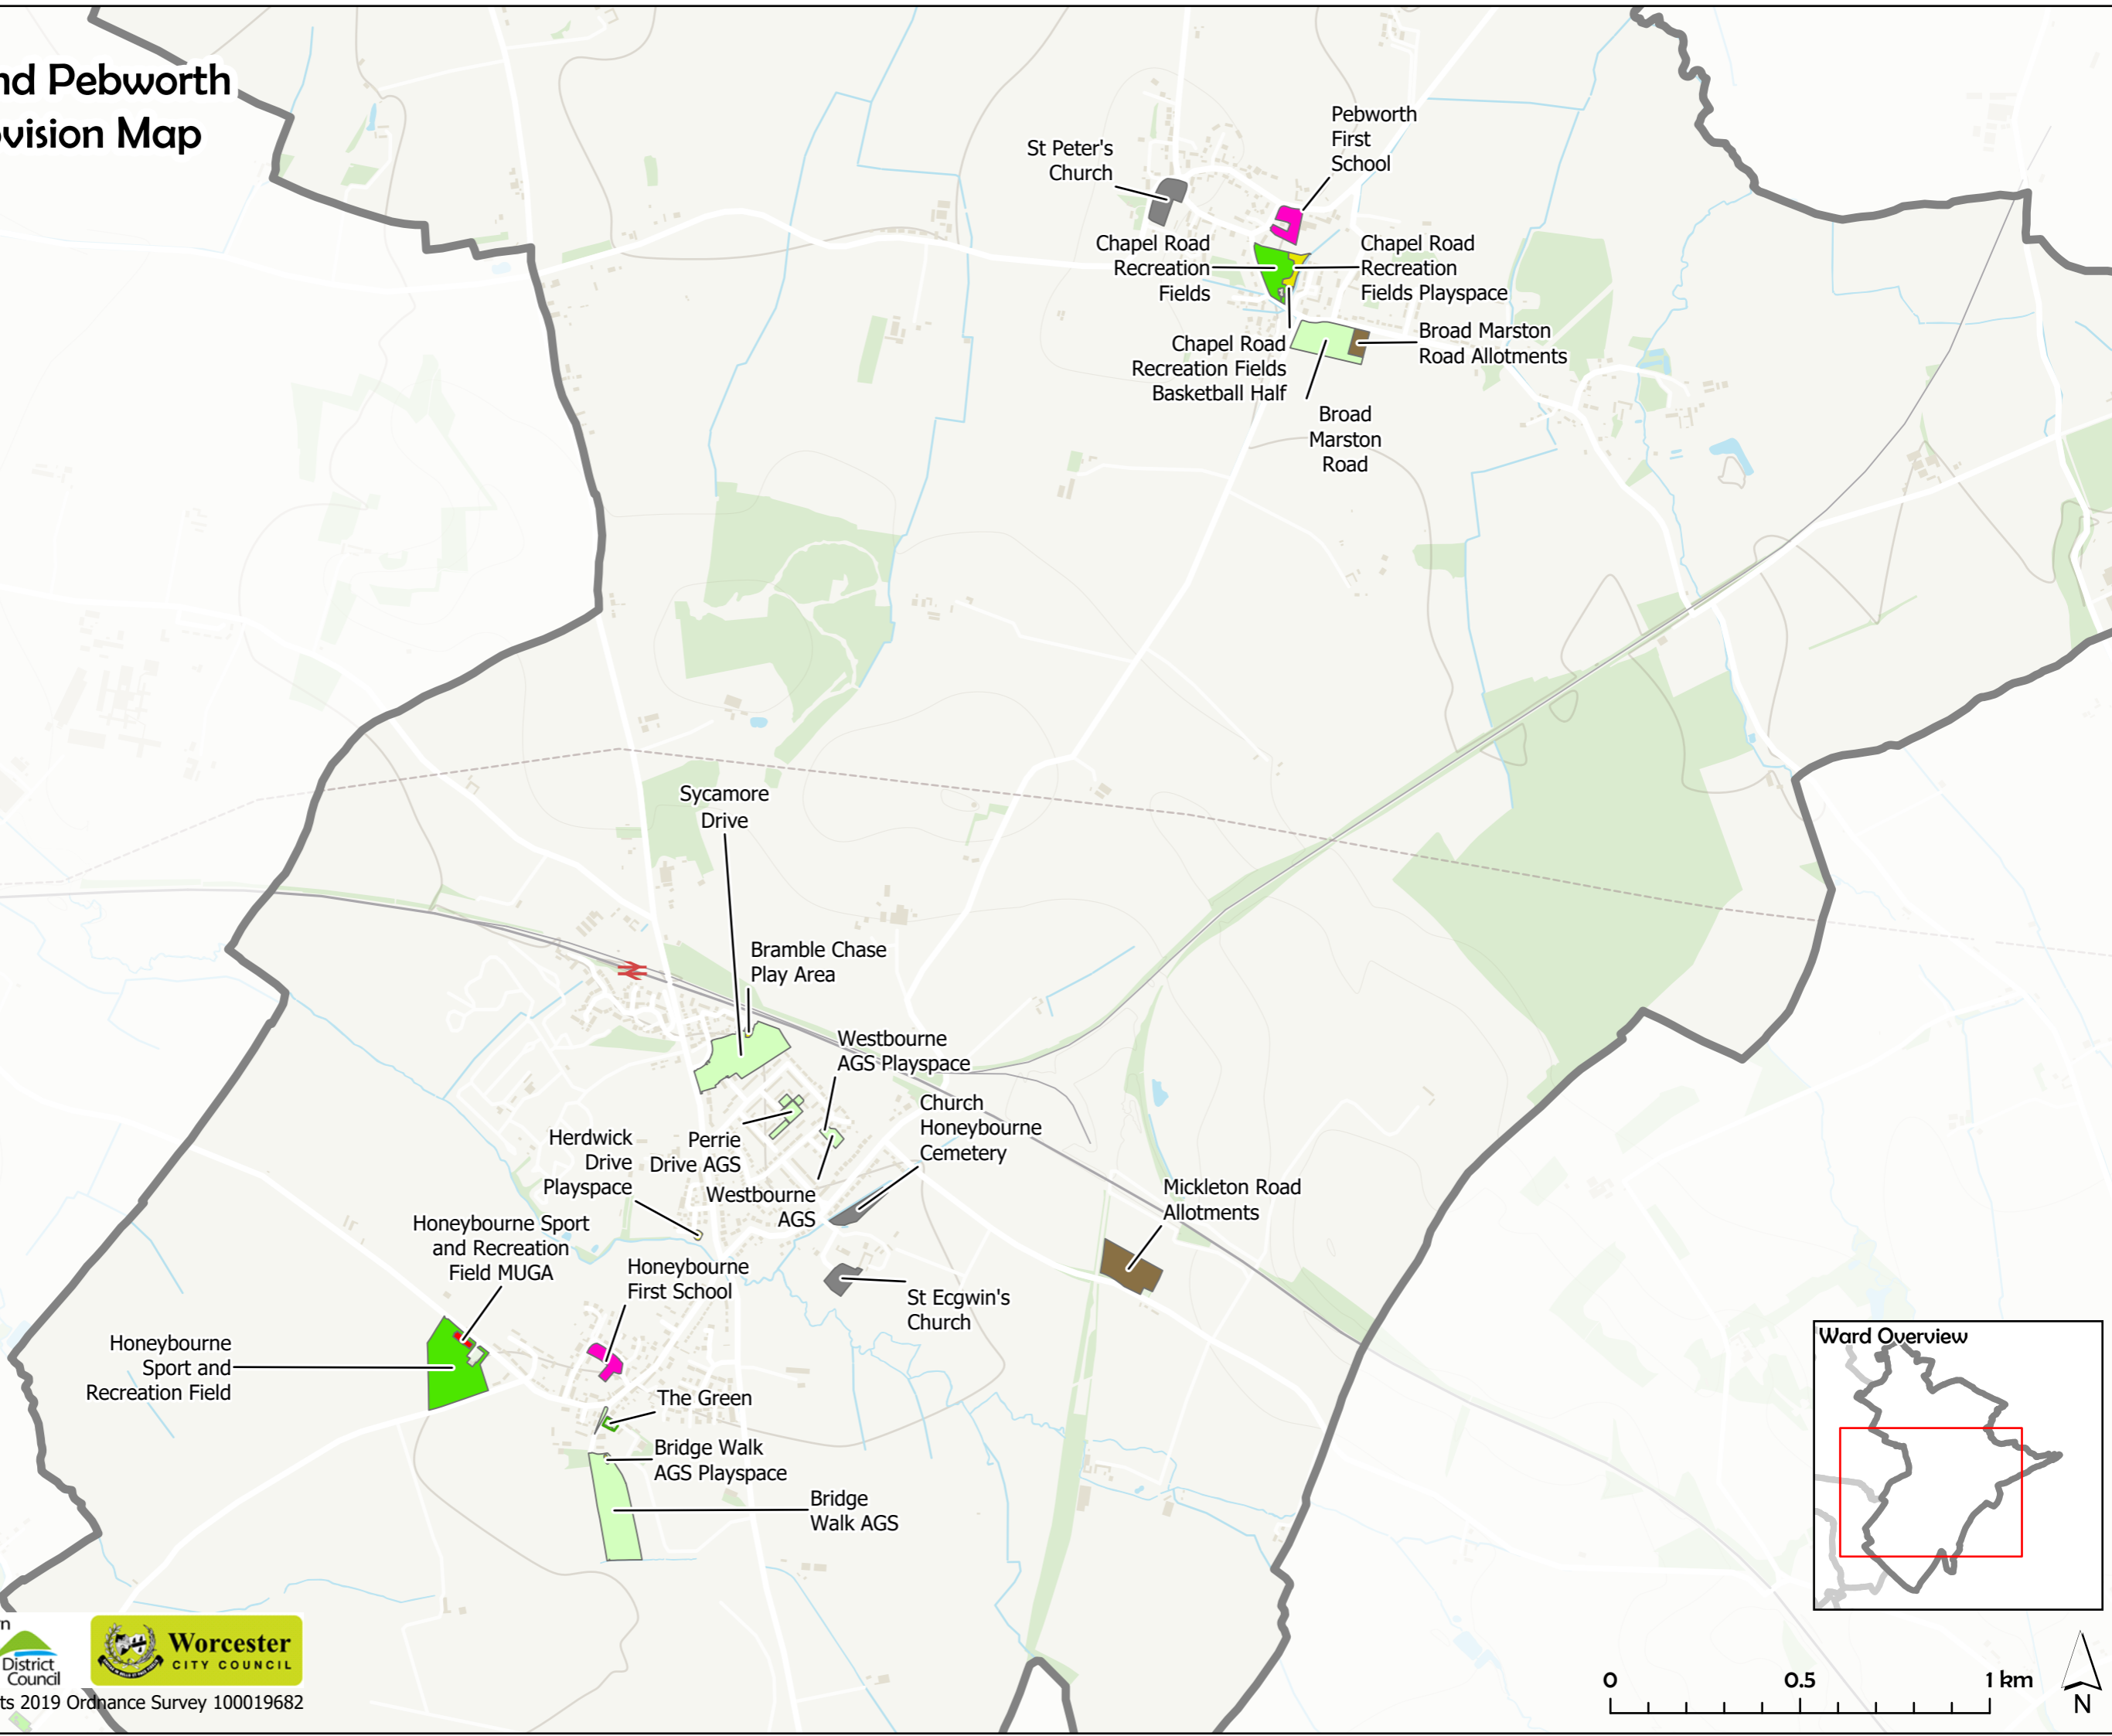 nd Pebworth
vision Map
Pebworth
First
School
St Peter's
Church
Chapel Road
Recreation
Fields
Chapel Road
Recreation
Fields Playspace
Broad Marston
Road Allotments
Chapel Road
Recreation Fields
Basketball Half
Broad
Marston
Road
Sycamore
Drive
Bramble Chase
Play Area
Westbourne
AGS Playspace
Church
Honeybourne
Cemetery
Perrie
Drive AGS
Herdwick
Drive
Playspace
Westbourne
AGS
Mickleton Road
Allotments
Honeybourne Sport
and Recreation
Field MUGA
Honeybourne
First School
St Ecgwin's
Church
Honeybourne
Sport and
Recreation Field
The Green
Bridge Walk
AGS Playspace
Bridge
Walk AGS
Ward Overview
n
District
Council
Worcester
CITY COUNCIL
ts 2019 Ordnance Survey 100019682
0 0.5 1 km
N